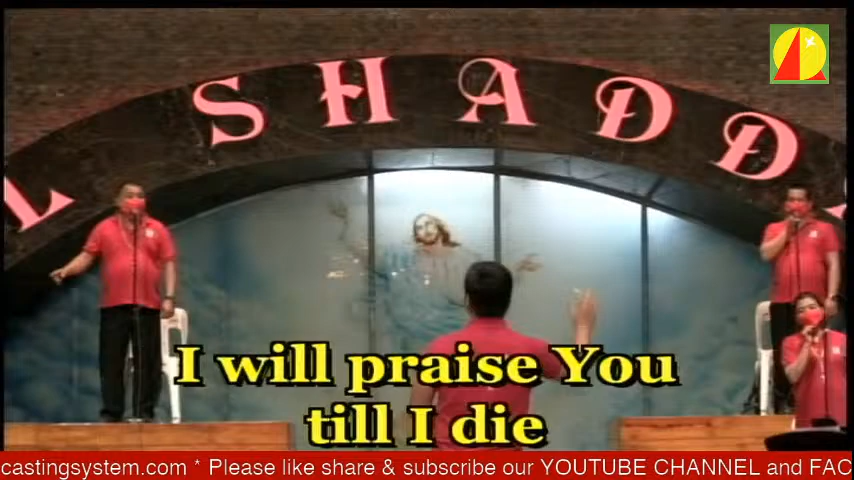 L SHADD
I will praise You
till I die
castingsystem.com * Please like share & subscribe our YOUTUBE CHANNEL and FAC